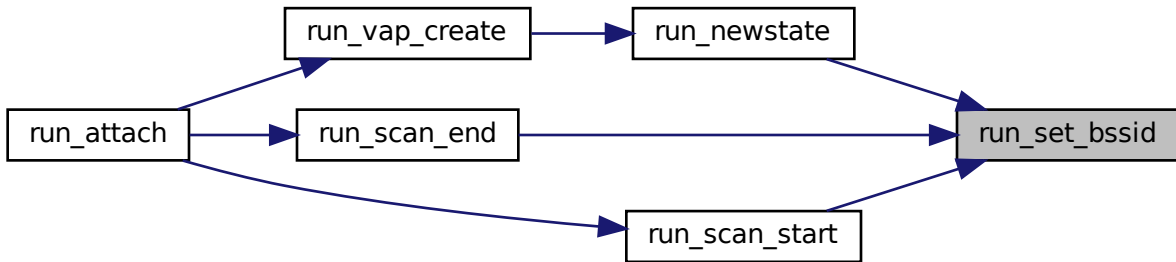 run_vap_create
run_newstate
run_attach
run_scan_end
run_set_bssid
run_scan_start